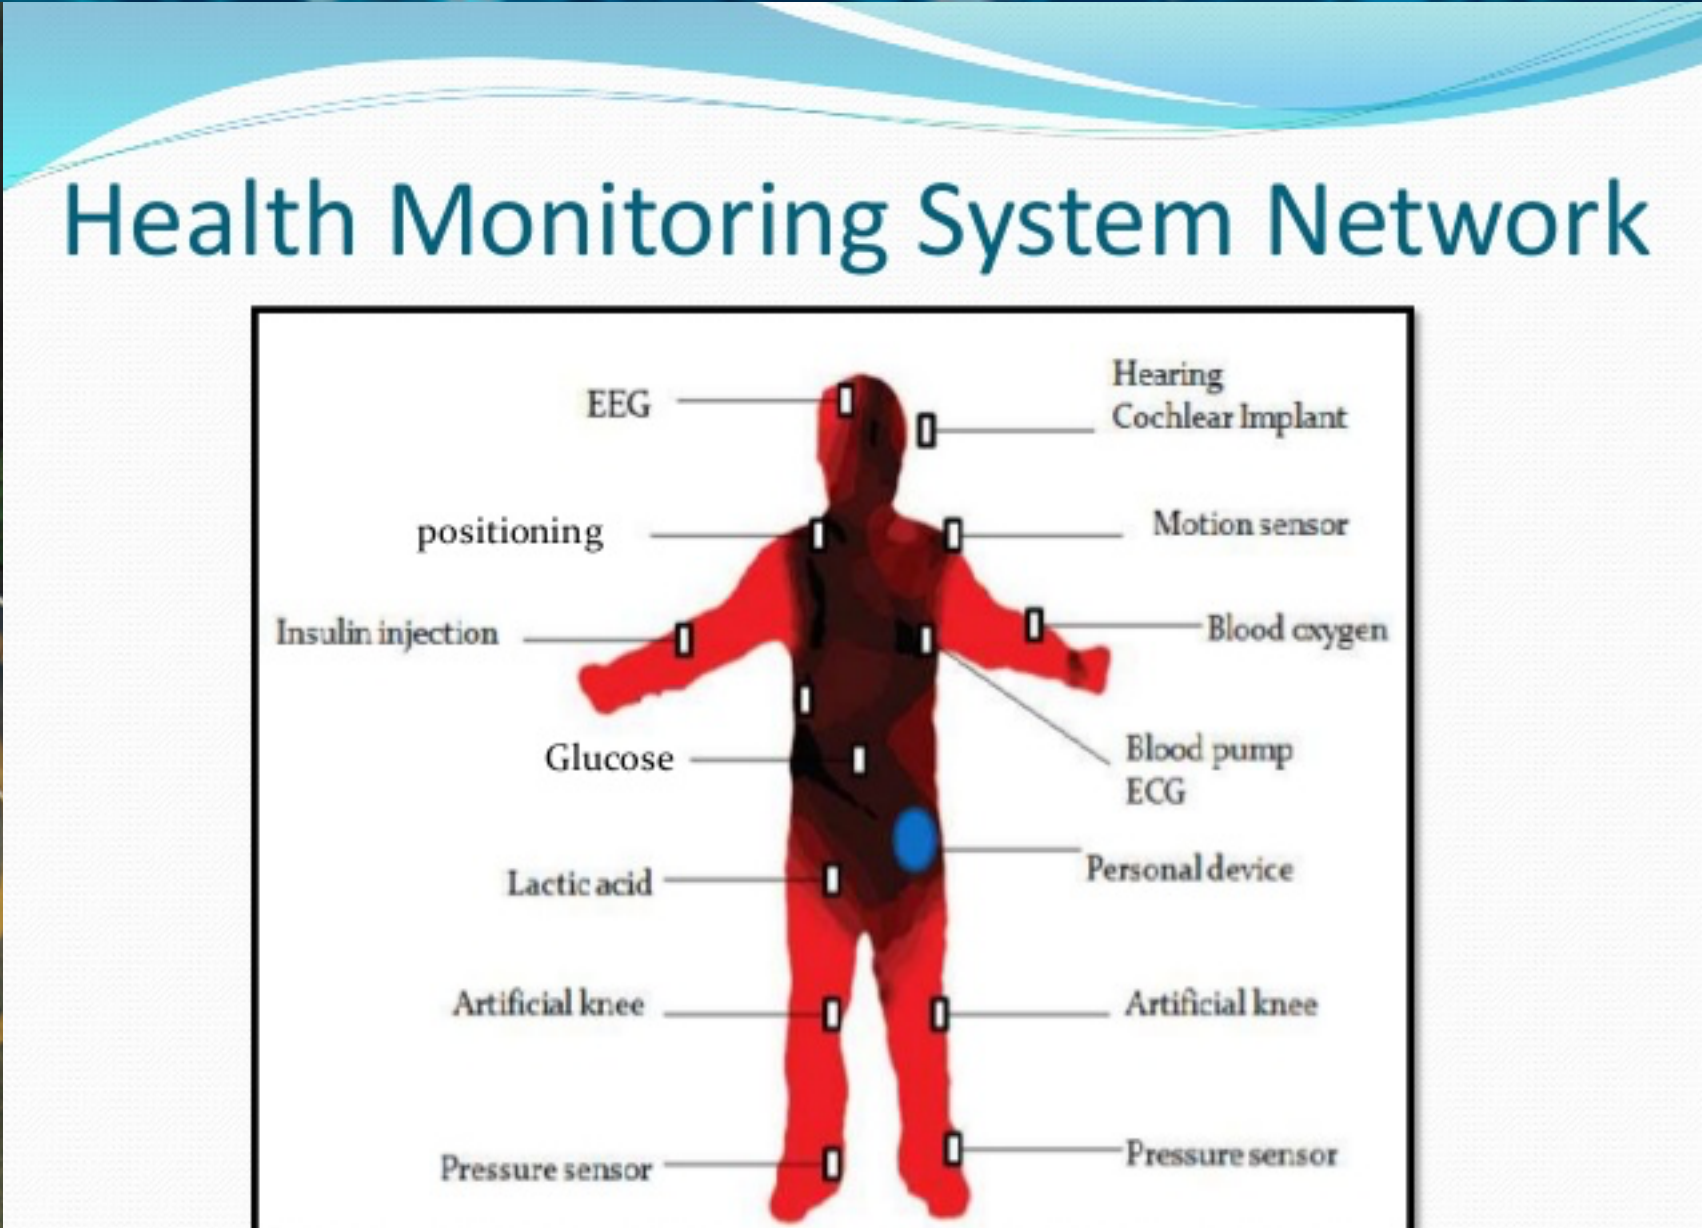 Health Monitoring System Network
EEG
Hearing
Cochlear Implant
positioning
Motion sensor
Insulin injection
Blood oxygen
Glucose
Blood pump
ECG
Lactic acid
Personal device
Artificial knee
Artificial knee
Pressure sensor
Pressure sensor